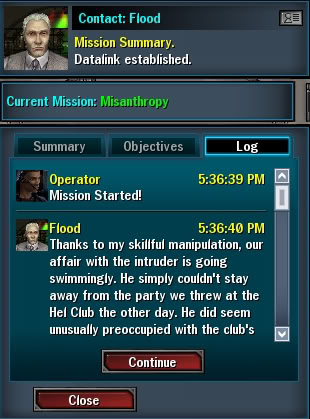 Contact: Flood
Mission Summary.
Datalink established.
Current Mission: Misanthropy
Summary Objectives Log
Operator 5:36:39 PM
Mission Started!
Flood 5:36:40 PM
Thanks to my skillful manipulation, our
affair with the intruder is going
swimmingly. He simply couldn't stay
away from the party we threw at the
Hel Club the other day. He did seem
unusually preoccupied with the club's
Continue
Close